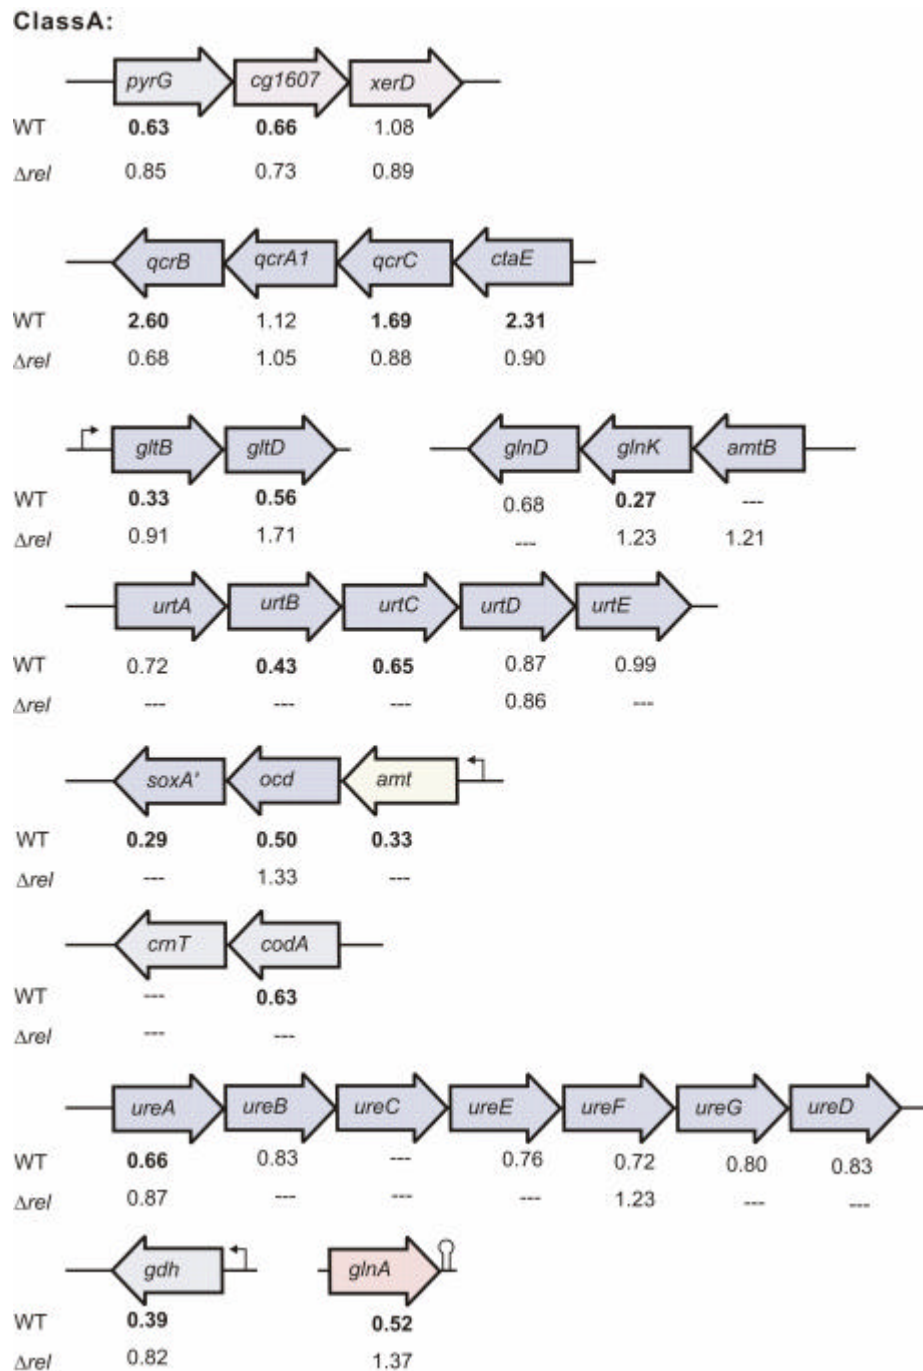 ClassA:
pyrG cg1607 xerD
WT 0.63 0.66 1.08
Δrel 0.85 0.73 0.89
qcrB qcrA1 qcrC ctaE
WT 2.60 1.12 1.69 2.31
Δrel 0.68 1.05 0.88 0.90
gltB gltD glnD glnK amtB
WT 0.33 0.56 0.68 0.27 ---
Δrel 0.91 1.71 --- 1.23 1.21
urtA urtB urtC urtD urtE
WT 0.72 0.43 0.65 0.87 0.99
Δrel --- --- --- 0.86 ---
soxA' ocd amt
WT 0.29 0.50 0.33
Δrel --- 1.33 ---
crnT codA
WT --- 0.63
Δrel --- ---
ureA ureB ureC ureE ureF ureG ureD
WT 0.66 0.83 --- 0.76 0.72 0.80 0.83
Δrel 0.87 --- --- --- 1.23 --- ---
gdh glnA
WT 0.39 0.52
Δrel 0.82 1.37